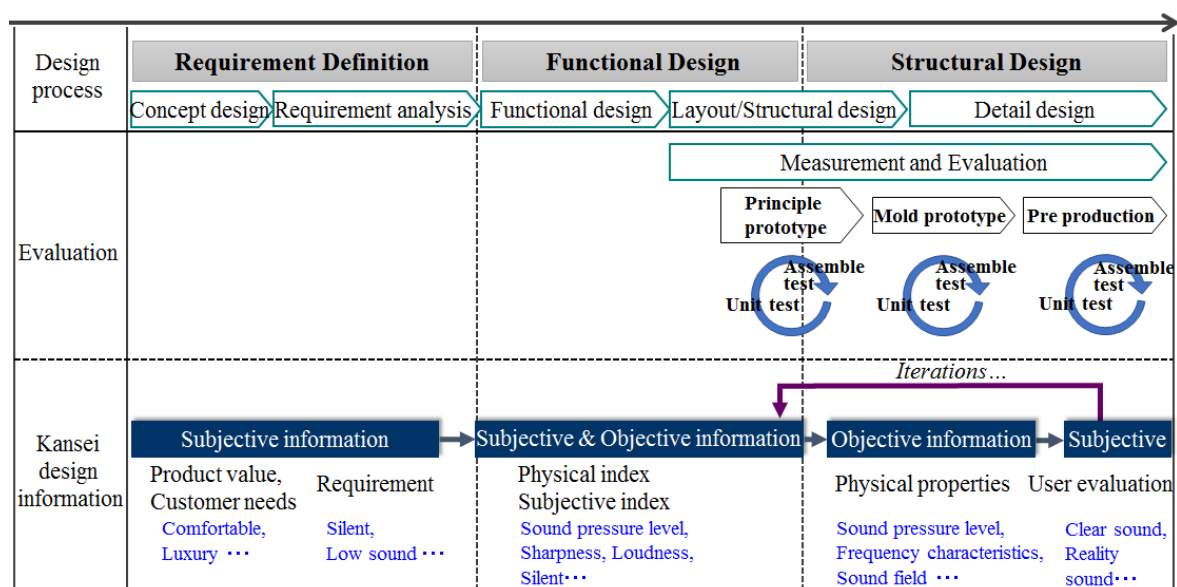 Design
process
Requirement Definition
Functional Design
Structural Design
Concept design
Requirement analysis
Functional design
Layout/Structural design
Detail design
Evaluation
Measurement and Evaluation
Principle
prototype
Mold prototype
Pre production
Assemble
test
Unit test
Assemble
test
Unit test
Assemble
test
Unit test
Iterations…
Kansei
design
information
Subjective information
Subjective & Objective information
Objective information
Subjective
Product value,
Customer needs
Requirement
Comfortable,
Luxury ⋯
Silent,
Low sound ⋯
Physical index
Subjective index
Sound pressure level,
Sharpness, Loudness,
Silent⋯
Physical properties
Sound pressure level,
Frequency characteristics,
Sound field ⋯
User evaluation
Clear sound,
Reality
sound⋯